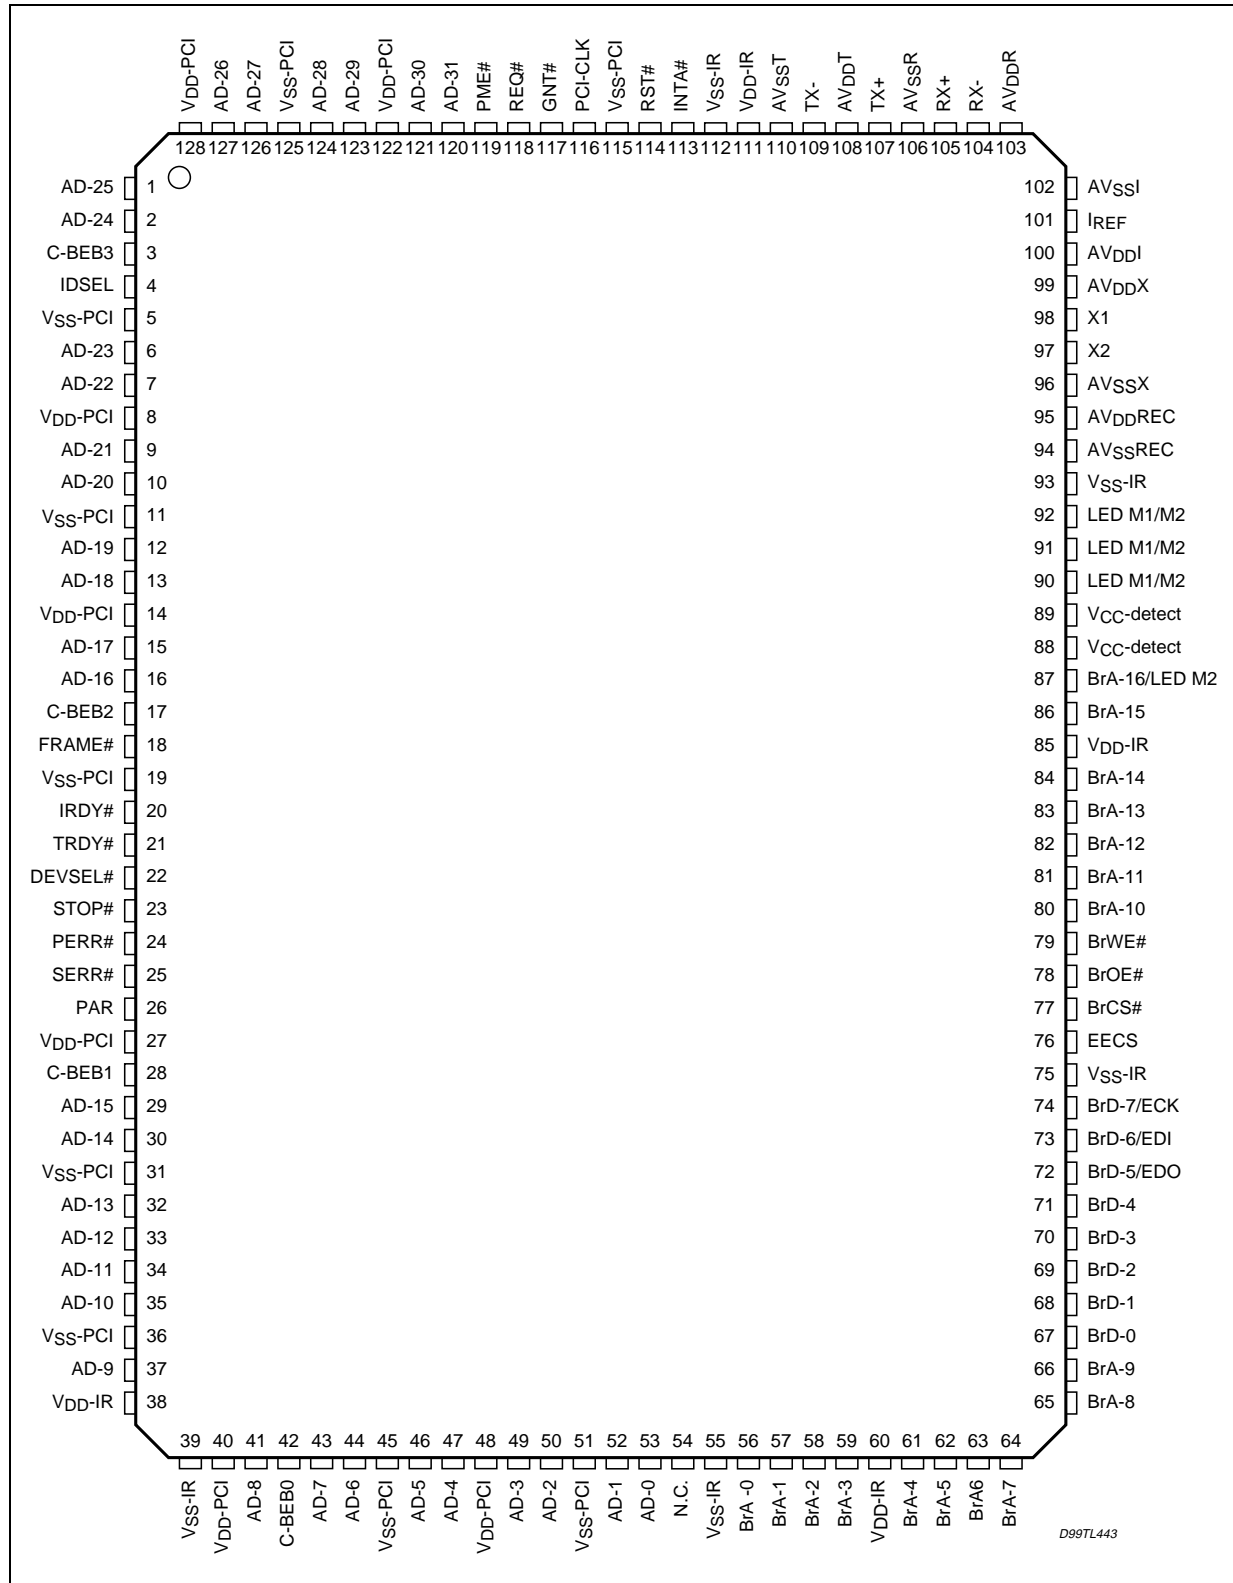 VDD-PCI
AD-26
AD-27
VSS-PCI
AD-28
AD-29
VDD-PCI
AD-30
AD-31
PME#
REQ#
GNT#
PCI-CLK
VSS-PCI
RST#
INTA#
VSS-IR
VDD-IR
AVSST
TX-
AVDDT
TX+
AVSSR
RX+
RX-
AVDDR
128 127 126 125 124 123 122 121 120 119 118 117 116 115 114 113 112 111 110 109 108 107 106 105 104 103
AD-25 1 102 AVSSI
AD-24 2 101 IREF
C-BEB3 3 100 AVDDI
IDSEL 4 99 AVDDX
VSS-PCI 5 98 X1
AD-23 6 97 X2
AD-22 7 96 AVSSX
VDD-PCI 8 95 AVDDREC
AD-21 9 94 AVSSREC
AD-20 10 93 VSS-IR
VSS-PCI 11 92 LED M1/M2
AD-19 12 91 LED M1/M2
AD-18 13 90 LED M1/M2
VDD-PCI 14 89 VCC-detect
AD-17 15 88 VCC-detect
AD-16 16 87 BrA-16/LED M2
C-BEB2 17 86 BrA-15
FRAME# 18 85 VDD-IR
VSS-PCI 19 84 BrA-14
IRDY# 20 83 BrA-13
TRDY# 21 82 BrA-12
DEVSEL# 22 81 BrA-11
STOP# 23 80 BrA-10
PERR# 24 79 BrWE#
SERR# 25 78 BrOE#
PAR 26 77 BrCS#
VDD-PCI 27 76 EECS
C-BEB1 28 75 VSS-IR
AD-15 29 74 BrD-7/ECK
AD-14 30 73 BrD-6/EDI
VSS-PCI 31 72 BrD-5/EDO
AD-13 32 71 BrD-4
AD-12 33 70 BrD-3
AD-11 34 69 BrD-2
AD-10 35 68 BrD-1
VSS-PCI 36 67 BrD-0
AD-9 37 66 BrA-9
VDD-IR 38 65 BrA-8
39 40 41 42 43 44 45 46 47 48 49 50 51 52 53 54 55 56 57 58 59 60 61 62 63 64
VSS-IR
VDD-PCI
AD-8
C-BEB0
AD-7
AD-6
VSS-PCI
AD-5
AD-4
VDD-PCI
AD-3
AD-2
VSS-PCI
AD-1
AD-0
N.C.
VSS-IR
BrA -0
BrA-1
BrA-2
BrA-3
VDD-IR
BrA-4
BrA-5
BrA6
BrA-7
D99TL443